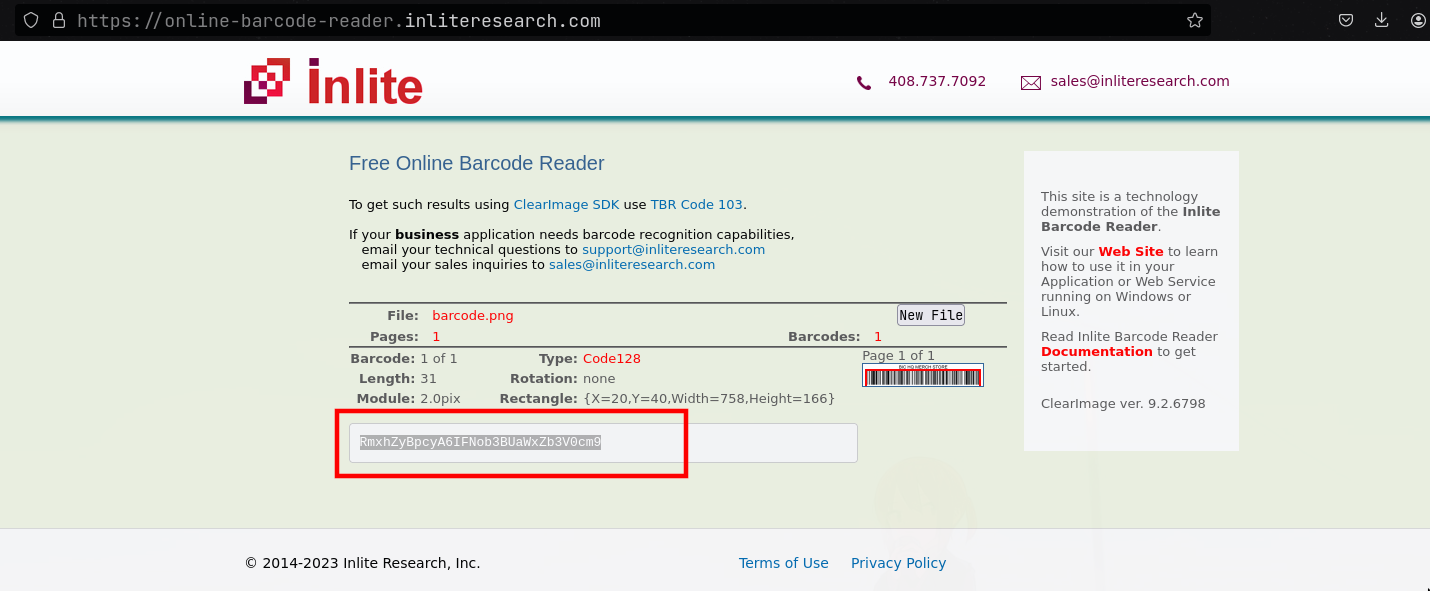 https://online-barcode-reader.inliteresearch.com
inlite
408.737.7092 sales@inliteresearch.com
Free Online Barcode Reader
To get such results using ClearImage SDK use TBR Code 103.
If your business application needs barcode recognition capabilities,
email your technical questions to support@inliteresearch.com
email your sales inquiries to sales@inliteresearch.com
File: barcode.png New File
Pages: 1 Barcodes: 1
Barcode: 1 of 1 Type: Code128 Page 1 of 1
Length: 31 Rotation: none
Module: 2.0pix Rectangle: {X=20,Y=40,Width=758,Height=166}
BIC HQ MERCH STORE
RmxhZyBpcyA6IFNob3BUaWxZb3V0cm9
This site is a technology
demonstration of the Inlite
Barcode Reader.
Visit our Web Site to learn
how to use it in your
Application or Web Service
running on Windows or
Linux.
Read Inlite Barcode Reader
Documentation to get
started.
ClearImage ver. 9.2.6798
© 2014-2023 Inlite Research, Inc.
Terms of Use Privacy Policy